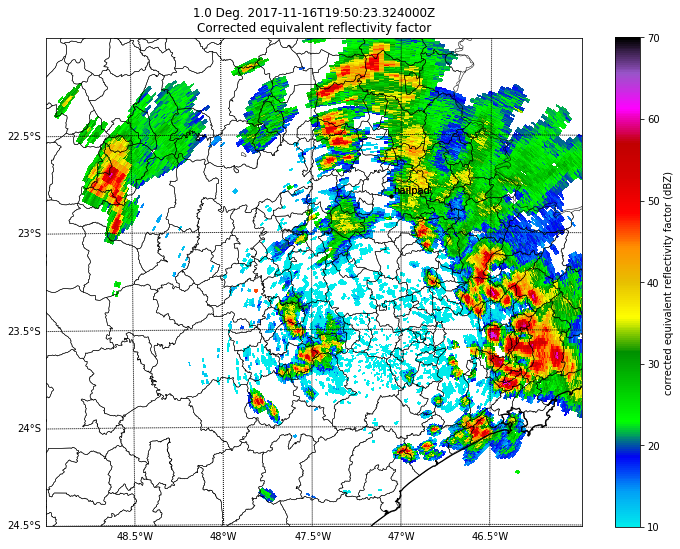 1.0 Deg. 2017-11-16T19:50:23.324000Z
Corrected equivalent reflectivity factor
22.5°S
23°S
23.5°S
24°S
24.5°S
48.5°W
48°W
47.5°W
47°W
46.5°W
70
60
50
40
30
20
10
corrected equivalent reflectivity factor (dBZ)